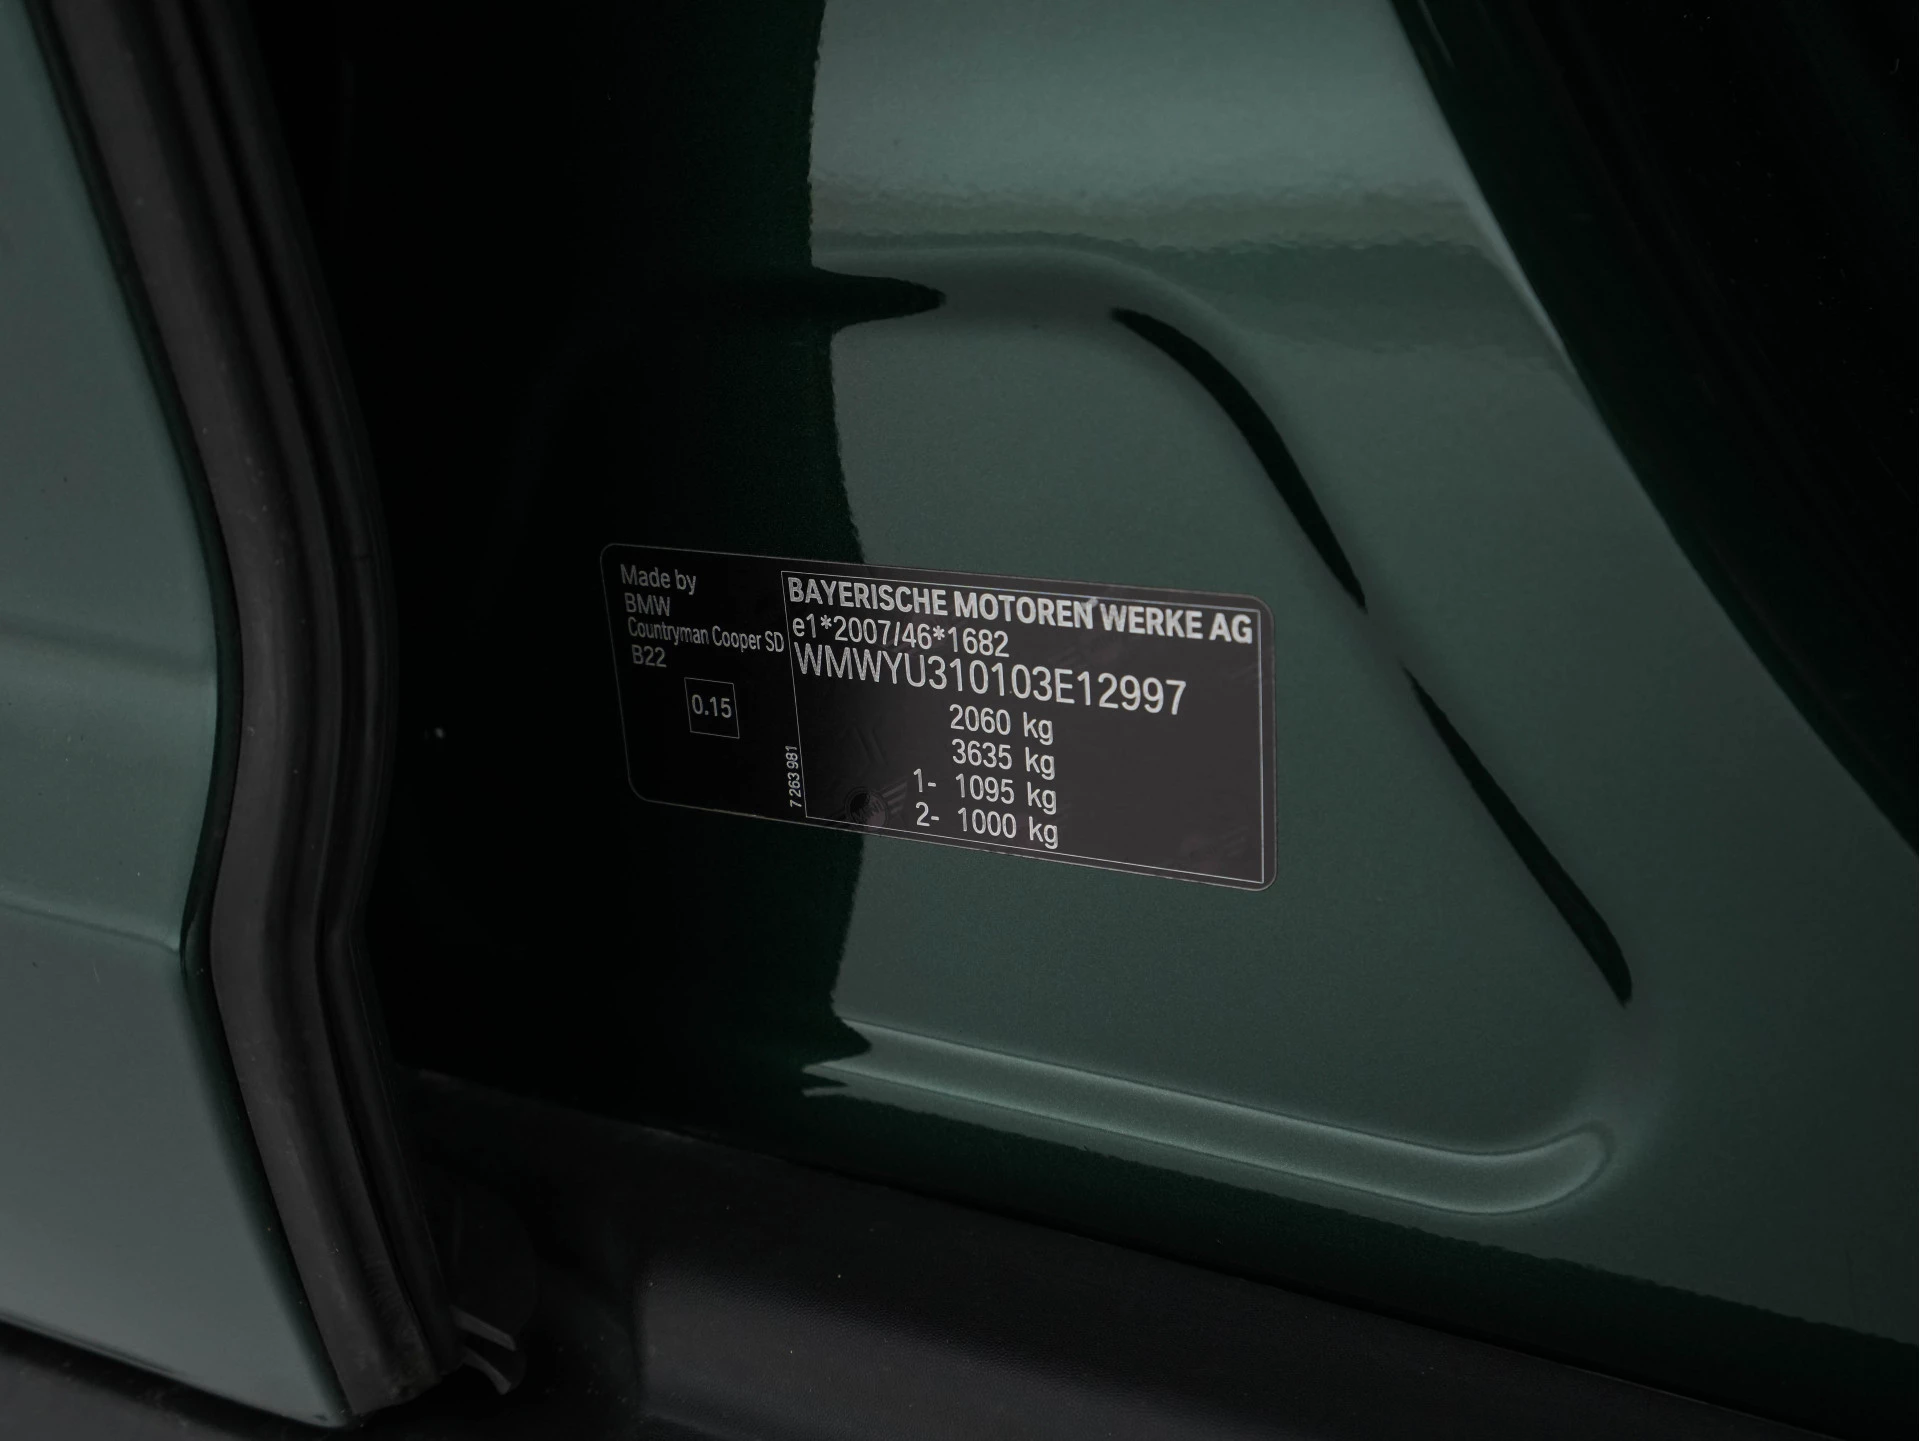 Made by
BMW
Countryman Cooper SD
B22
0.15
7 263 981
BAYERISCHE MOTOREN WERKE AG
e1*2007/46*1682
WMWYU310103E12997
2060 kg
3635 kg
1- 1095 kg
2- 1000 kg